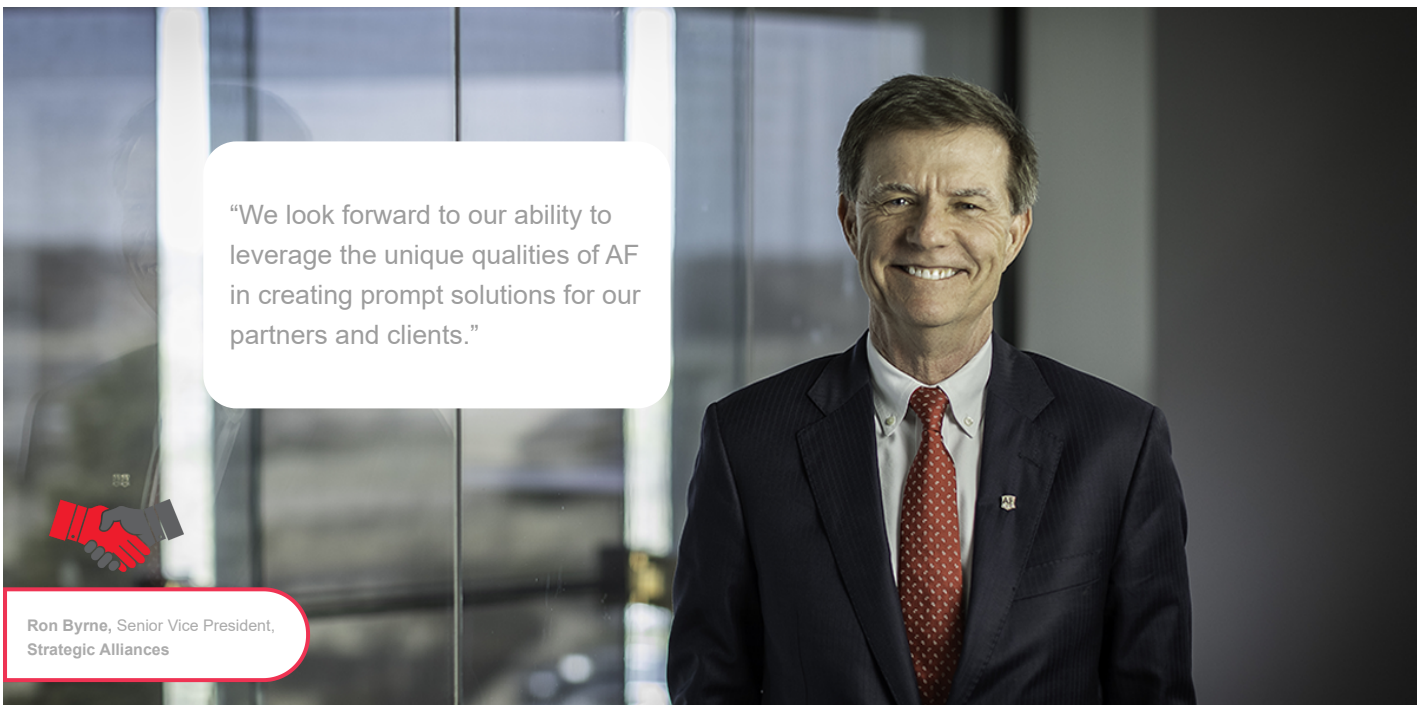 “We look forward to our ability to
leverage the unique qualities of AF
in creating prompt solutions for our
partners and clients.”
AF
Ron Byrne, Senior Vice President,
Strategic Alliances